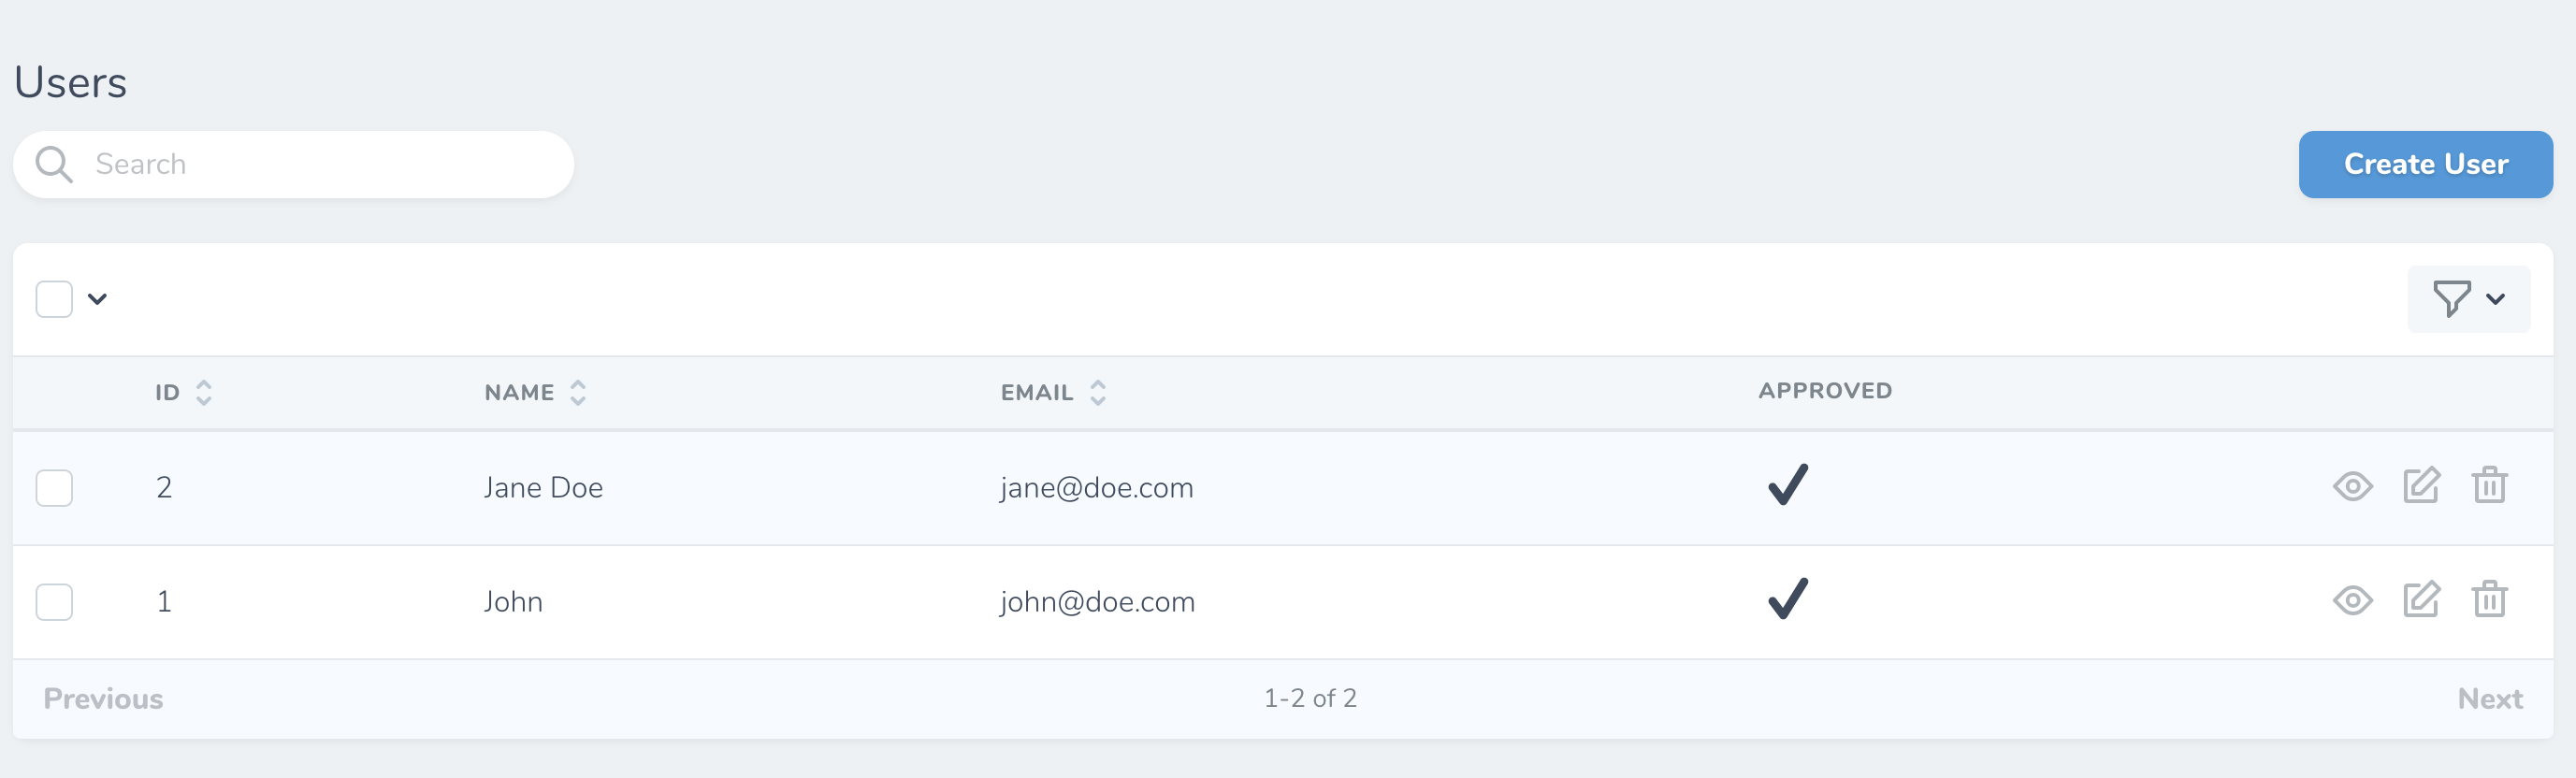 Users
Search
Create User
ID NAME EMAIL APPROVED
2 Jane Doe jane@doe.com
1 John john@doe.com
Previous 1-2 of 2 Next